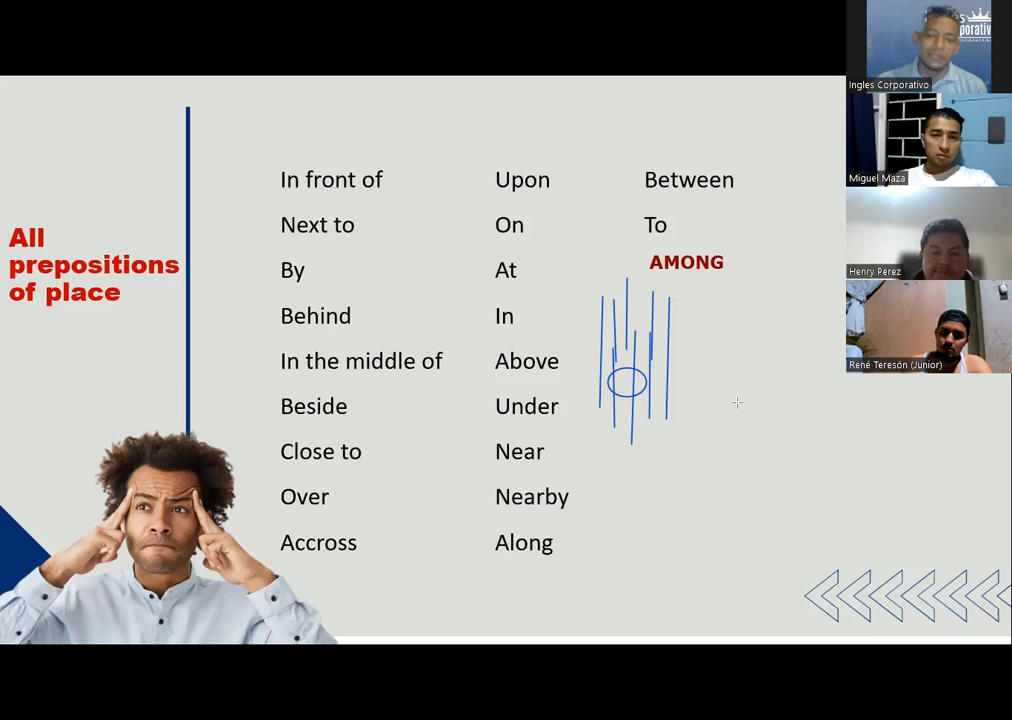 All
prepositions
of place
In front of
Next to
By
Behind
In the middle of
Beside
Close to
Over
Accross
Upon
On
At
In
Above
Under
Near
Nearby
Along
Between
To
AMONG
Ingles Corporativo
Miguel Maza
Henry Perez
René Teresón (Junior)